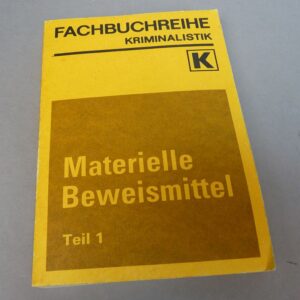 FACHBUCHREIHE
KRIMINALISTIK
K
Materielle
Beweismittel
Teil 1